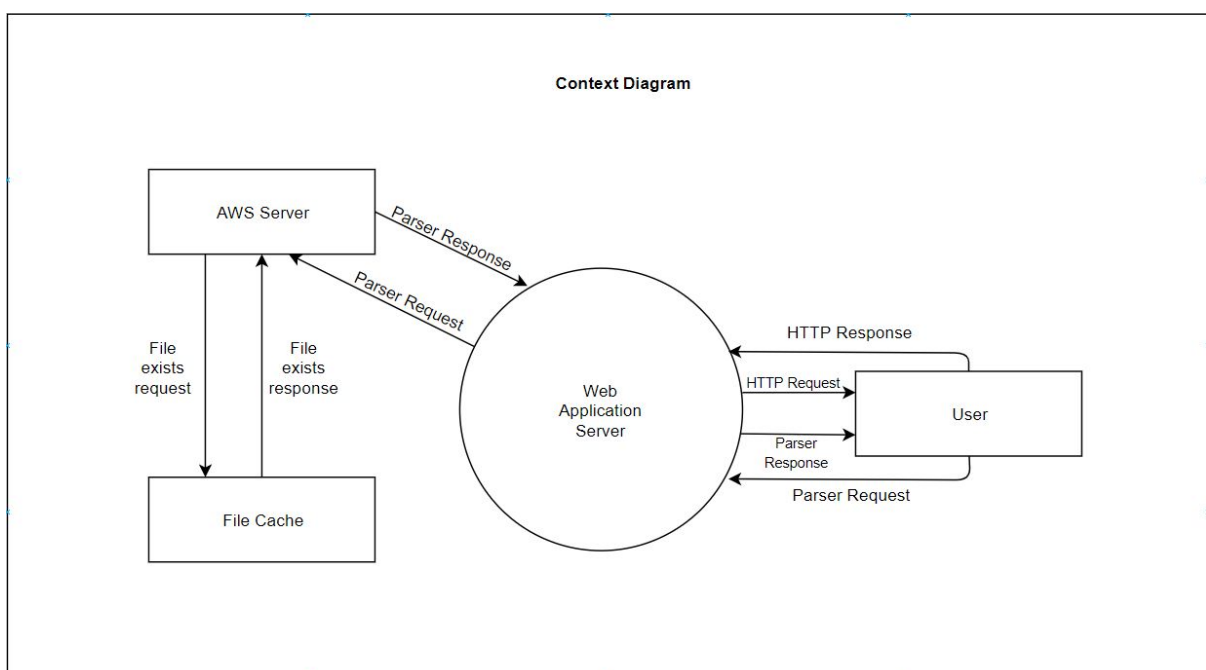 Context Diagram
AWS Server
Parser Response
Parser Request
File
exists
request
File
exists
response
File Cache
Web
Application
Server
HTTP Response
HTTP Request
User
Parser
Response
Parser Request